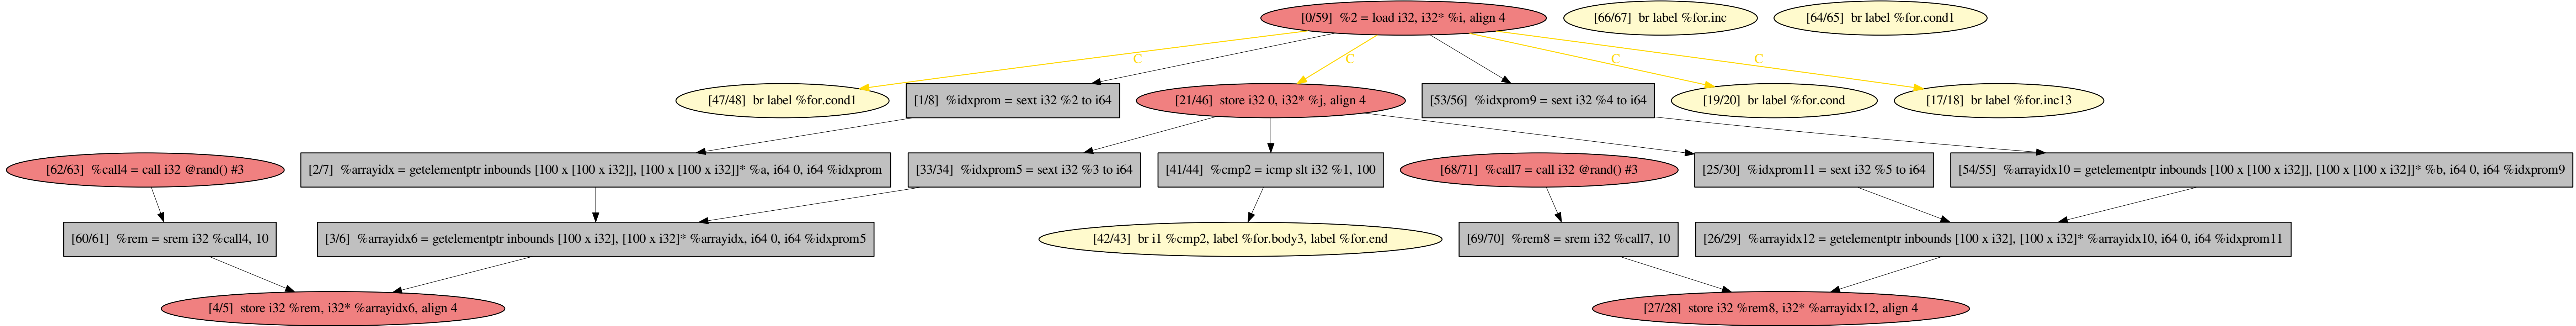 [0/59] %2 = load i32, i32* %i, align 4
[66/67] br label %for.inc
[64/65] br label %for.cond1
C
C
C
C
[47/48] br label %for.cond1
[1/8] %idxprom = sext i32 %2 to i64
[21/46] store i32 0, i32* %j, align 4
[53/56] %idxprom9 = sext i32 %4 to i64
[19/20] br label %for.cond
[17/18] br label %for.inc13
[62/63] %call4 = call i32 @rand() #3
[2/7] %arrayidx = getelementptr inbounds [100 x [100 x i32]], [100 x [100 x i32]]* %a, i64 0, i64 %idxprom
[33/34] %idxprom5 = sext i32 %3 to i64
[41/44] %cmp2 = icmp slt i32 %1, 100
[68/71] %call7 = call i32 @rand() #3
[25/30] %idxprom11 = sext i32 %5 to i64
[54/55] %arrayidx10 = getelementptr inbounds [100 x [100 x i32]], [100 x [100 x i32]]* %b, i64 0, i64 %idxprom9
[60/61] %rem = srem i32 %call4, 10
[3/6] %arrayidx6 = getelementptr inbounds [100 x i32], [100 x i32]* %arrayidx, i64 0, i64 %idxprom5
[42/43] br i1 %cmp2, label %for.body3, label %for.end
[69/70] %rem8 = srem i32 %call7, 10
[26/29] %arrayidx12 = getelementptr inbounds [100 x i32], [100 x i32]* %arrayidx10, i64 0, i64 %idxprom11
[4/5] store i32 %rem, i32* %arrayidx6, align 4
[27/28] store i32 %rem8, i32* %arrayidx12, align 4